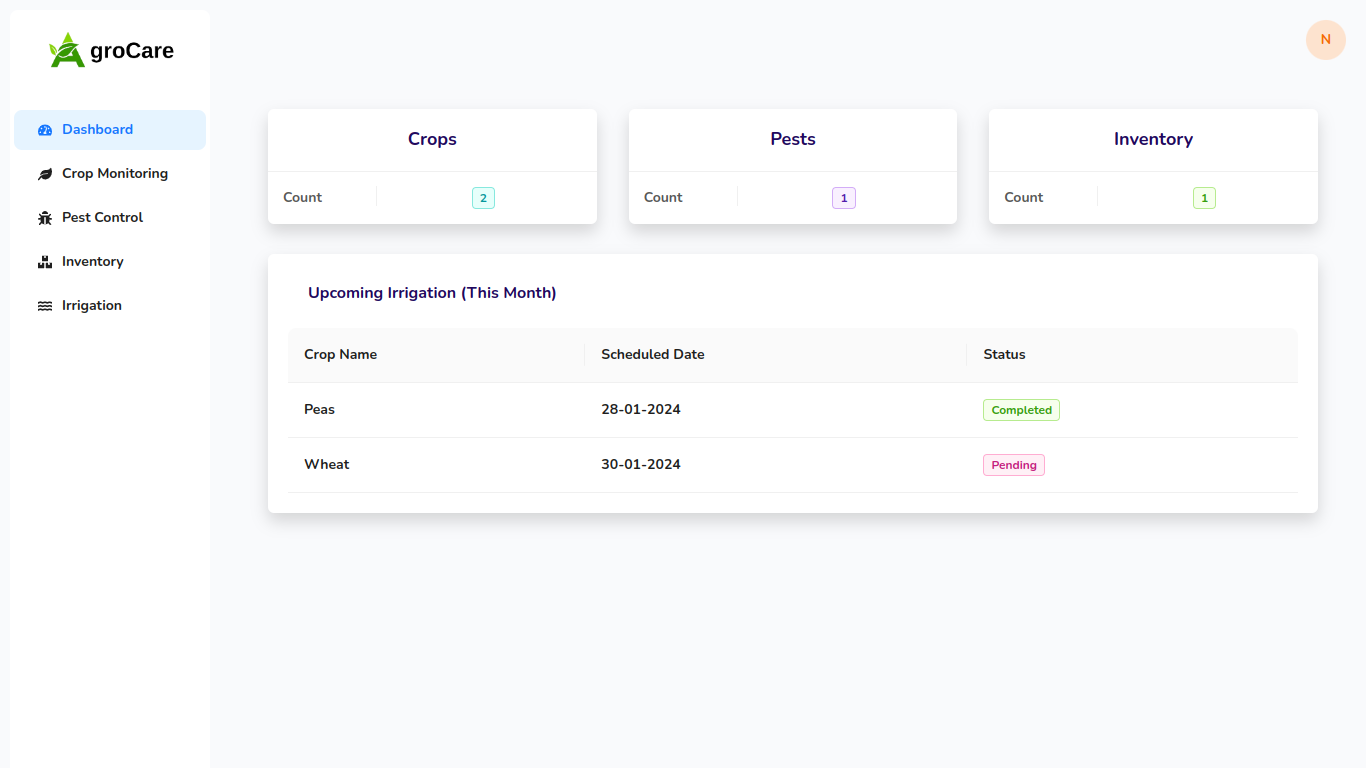 AgroCare
N
Dashboard
Crop Monitoring
Pest Control
Inventory
Irrigation
Crops
Count
2
Pests
Count
1
Inventory
Count
1
Upcoming Irrigation (This Month)
Crop Name Scheduled Date Status
Peas 28-01-2024 Completed
Wheat 30-01-2024 Pending